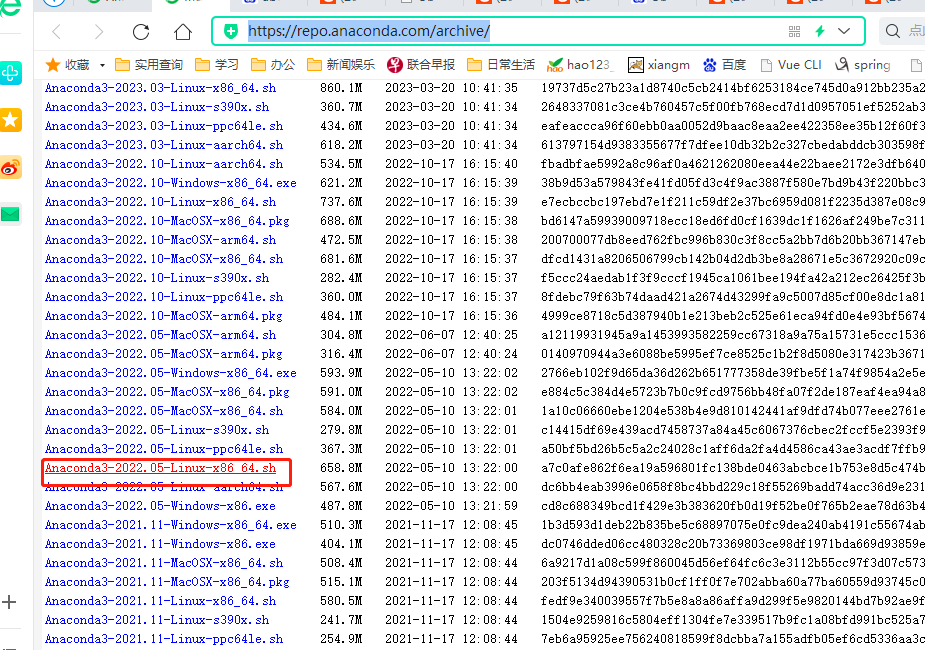 https://repo.anaconda.com/archive/
点
收藏 实用查询 学习 办公 新闻娱乐 联合早报 日常生活 hao123_ xiangm 百度 Vue CLI spring
Anaconda3-2023.03-Linux-x86_64.sh 860.1M 2023-03-20 10:41:35 19737d5c27b23a1d8740c5cb2414bf6253184ce745d0a912bb235a2
Anaconda3-2023.03-Linux-s390x.sh 360.7M 2023-03-20 10:41:34 2648337081c3ce4b760457c5f00fb768ecd7d1d0957051ef5252ab3
Anaconda3-2023.03-Linux-ppc64le.sh 434.6M 2023-03-20 10:41:34 eafeaccca96f60ebb0aa0052d9baac8eaa2ee422358ee35b12f60f3
Anaconda3-2023.03-Linux-aarch64.sh 618.2M 2023-03-20 10:41:34 613797154d9383355677f7dfee10db32b2c327cbedabddcb303598f
Anaconda3-2022.10-Linux-aarch64.sh 534.5M 2022-10-17 16:15:40 fbadbfae5992a8c96af0a4621262080eea44e22baee2172e3dfb640
Anaconda3-2022.10-Windows-x86_64.exe 621.2M 2022-10-17 16:15:39 38b9d53a579843fe41fd05fd3c4f9ac3887f580e7bd9b43f220bbc3
Anaconda3-2022.10-Linux-x86_64.sh 737.6M 2022-10-17 16:15:39 e7ecbccbc197ebd7e1f211c59df2e37bc6959d081f2235d387e08c9
Anaconda3-2022.10-MacOSX-x86_64.pkg 688.6M 2022-10-17 16:15:38 bd6147a59939009718ecc18ed6fd0cf1639dc1f1626af249be7c311
Anaconda3-2022.10-MacOSX-arm64.sh 472.5M 2022-10-17 16:15:38 200700077db8eed762fbc996b830c3f8cc5a2bb7d6b20bb367147eb
Anaconda3-2022.10-MacOSX-x86_64.sh 681.6M 2022-10-17 16:15:37 dfcd1431a8206506799cb142b04d2db3be8a28671e5c3672920c09c
Anaconda3-2022.10-Linux-s390x.sh 282.4M 2022-10-17 16:15:37 f5ccc24aedab1f3f9cccf1945ca1061bee194fa42a212ec26425f3b
Anaconda3-2022.10-Linux-ppc64le.sh 360.0M 2022-10-17 16:15:37 8fdebc79f63b74daad421a2674d43299fa9c5007d85cf00e8dc1a81
Anaconda3-2022.10-MacOSX-arm64.pkg 484.1M 2022-10-17 16:15:36 4999ce8718c5d387940b1e213beb2c525e61eca94fd0e4e93bf5674
Anaconda3-2022.05-MacOSX-arm64.sh 304.8M 2022-06-07 12:40:25 a12119931945a9a1453993582259cc67318a9a75a15731e5ccc1536
Anaconda3-2022.05-MacOSX-arm64.pkg 316.4M 2022-06-07 12:40:24 0140970944a3e6088be5995ef7ce8525c1b2f8d5080e317423b3671
Anaconda3-2022.05-Windows-x86_64.exe 593.9M 2022-05-10 13:22:02 2766eb102f9d65da36d262b651777358de39fbe5f1a74f9854a2e5e
Anaconda3-2022.05-MacOSX-x86_64.pkg 591.0M 2022-05-10 13:22:02 e884c5c384d4e5723b7b0c9fcd9756bb48fa07f2de187eaf4ea94a8
Anaconda3-2022.05-MacOSX-x86_64.sh 584.0M 2022-05-10 13:22:01 1a10c06660ebe1204e538b4e9d810142441af9dfd74b077eee2761e
Anaconda3-2022.05-Linux-s390x.sh 279.8M 2022-05-10 13:22:01 c14415df69e439acd7458737a84a45c6067376cbec2fccf5e2393f9
Anaconda3-2022.05-Linux-ppc64le.sh 367.3M 2022-05-10 13:22:01 a50bf5bd26b5c5a2c24028c1aff6da2fa4d4586ca43ae3acdf7ffb9
Anaconda3-2022.05-Linux-x86_64.sh 658.8M 2022-05-10 13:22:00 a7c0afe862f6ea19a596801fc138bde0463abcbce1b753e8d5c474b
Anaconda3-2022.05-Linux-aarch64.sh 567.6M 2022-05-10 13:22:00 dc6bb4eab3996e0658f8bc4bbd229c18f55269badd74acc36d9e231
Anaconda3-2022.05-Windows-x86.exe 487.8M 2022-05-10 13:21:59 cd8c688349bcd1f429e3b383620fb0d19f52be0f765b2eae78d63b4
Anaconda3-2021.11-Windows-x86_64.exe 510.3M 2021-11-17 12:08:45 1b3d593d1deb22b835be5c68897075e0fc9dea240ab4191c55674ab
Anaconda3-2021.11-Windows-x86.exe 404.1M 2021-11-17 12:08:45 dc0746dded06cc480328c20b73369803ce98df1971bda669d93859e
Anaconda3-2021.11-MacOSX-x86_64.sh 508.4M 2021-11-17 12:08:44 6a9217d1a08c599f860045d56ef64fc6c3e3112b55cc97f3d07c573
Anaconda3-2021.11-MacOSX-x86_64.pkg 515.1M 2021-11-17 12:08:44 203f5134d94390531b0cf1ff0f7e702abba60a77ba60559d93745c0
Anaconda3-2021.11-Linux-x86_64.sh 580.5M 2021-11-17 12:08:44 fedf9e340039557f7b5e8a8a86affa9d299f5e9820144bd7b92ae9f
Anaconda3-2021.11-Linux-s390x.sh 241.7M 2021-11-17 12:08:44 1504e9259816c5804eff1304fe7e339517b9fc1a08bfd991bc525a7
Anaconda3-2021.11-Linux-ppc64le.sh 254.9M 2021-11-17 12:08:44 7eb6a95925ee756240818599f8dcbba7a155adfb05ef6cd5336aa3c